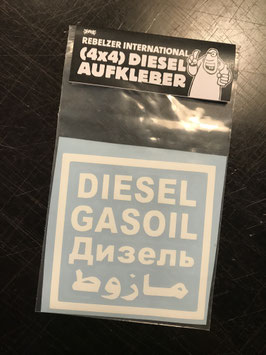 REBELZER INTERNATIONAL
(4x4) DIESEL
AUFKLEBER
DIESEL
GASOIL
Дизель
مازوط